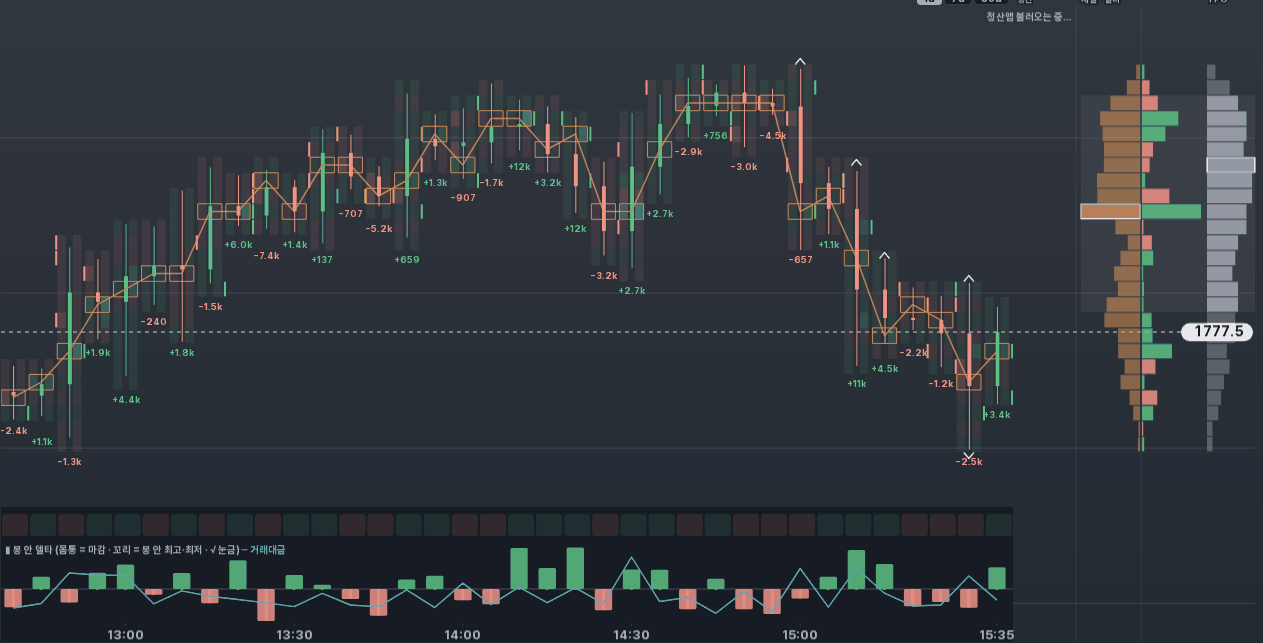 청산맵 불러오는 중...
+756
-4.5k
-2.9k
-3.0k
+12k
+1.3k
-1.7k
+3.2k
-907
-707
+6.0k
+1.4k
-5.2k
+12k
+2.7k
-7.4k
+137
+659
-657
+1.1k
-3.2k
+2.7k
-1.5k
-240
1777.5
+1.9k
+1.8k
-2.2k
+4.5k
+11k
-1.2k
+4.4k
+3.4k
-2.4k
+1.1k
-1.3k
-2.5k
봉 안 델타 (몸통 = 마감 · 꼬리 = 봉 안 최고·최저 · √ 눈금) — 거래대금
13:00 13:30 14:00 14:30 15:00 15:35